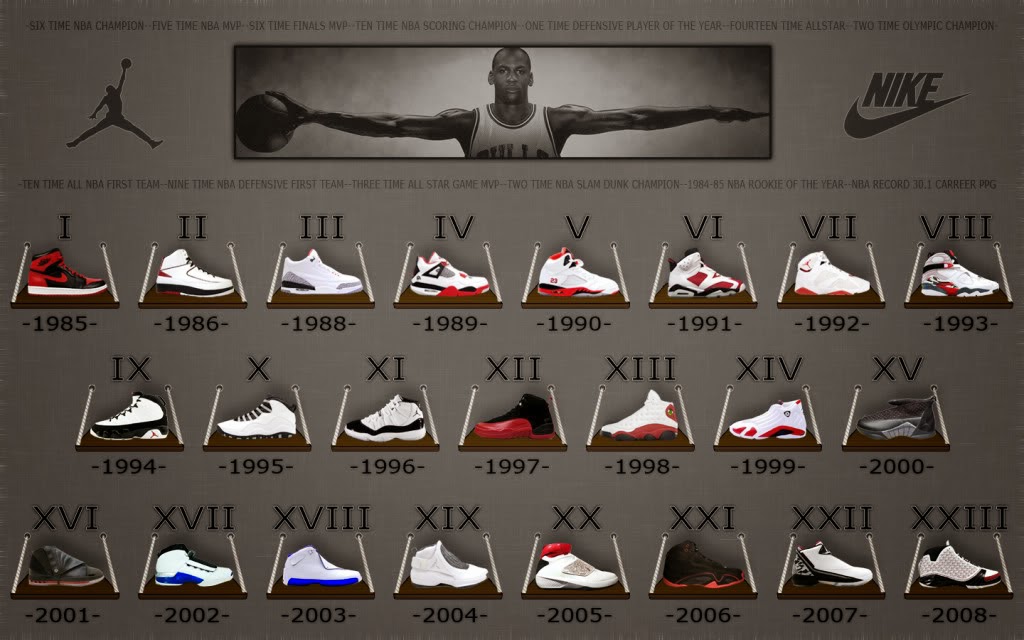 -SIX TIME NBA CHAMPION--FIVE TIME NBA MVP--SIX TIME FINALS MVP--TEN TIME NBA SCORING CHAMPION--ONE TIME DEFENSIVE PLAYER OF THE YEAR--FOURTEEN TIME ALLSTAR--TWO TIME OLYMPIC CHAMPION-
NIKE
BULLS
-TEN TIME ALL NBA FIRST TEAM--NINE TIME NBA DEFENSIVE FIRST TEAM--THREE TIME ALL STAR GAME MVP--TWO TIME NBA SLAM DUNK CHAMPION--1984-85 NBA ROOKIE OF THE YEAR--NBA RECORD 30.1 CARREER PPG
I II III IV V VI VII VIII
23
-1985- -1986- -1988- -1989- -1990- -1991- -1992- -1993-
IX X XI XII XIII XIV XV
-1994- -1995- -1996- -1997- -1998- -1999- -2000-
XVI XVII XVIII XIX XX XXI XXII XXIII
-2001- -2002- -2003- -2004- -2005- -2006- -2007- -2008-